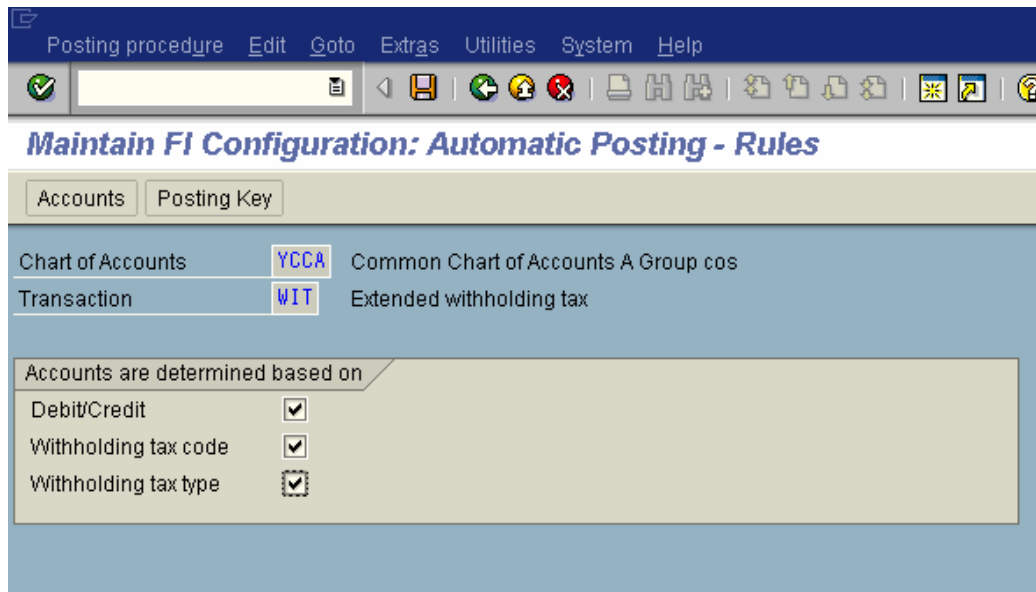 Posting procedure Edit Goto Extras Utilities System Help
Maintain FI Configuration: Automatic Posting - Rules
Accounts Posting Key
Chart of Accounts YCCA Common Chart of Accounts A Group cos
Transaction WIT Extended withholding tax
Accounts are determined based on
Debit/Credit
Withholding tax code
Withholding tax type